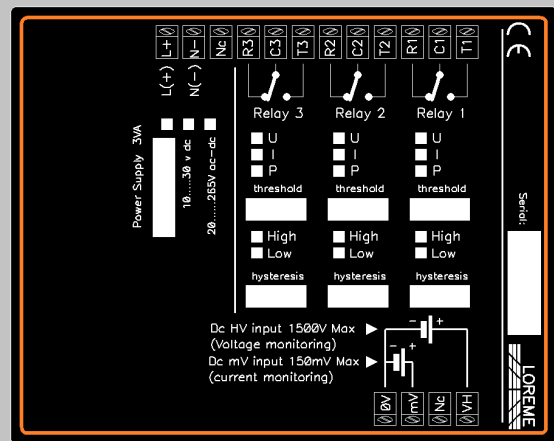 L+ N- Nc R3 C3 T3 R2 C2 T2 R1 C1 T1
CE
L(+)
N(-)
Relay 3 Relay 2 Relay 1
Power Supply 3VA
10.....30 v dc
20......265V ac-dc
U U U
I I I
P P P
threshold threshold threshold
High High High
Low Low Low
hysteresis hysteresis hysteresis
Serial:
Dc HV input 1500V Max
(Voltage monitoring)
- +
Dc mV input 150mV Max
(current monitoring)
- +
0V mV Nc VH
LOREME